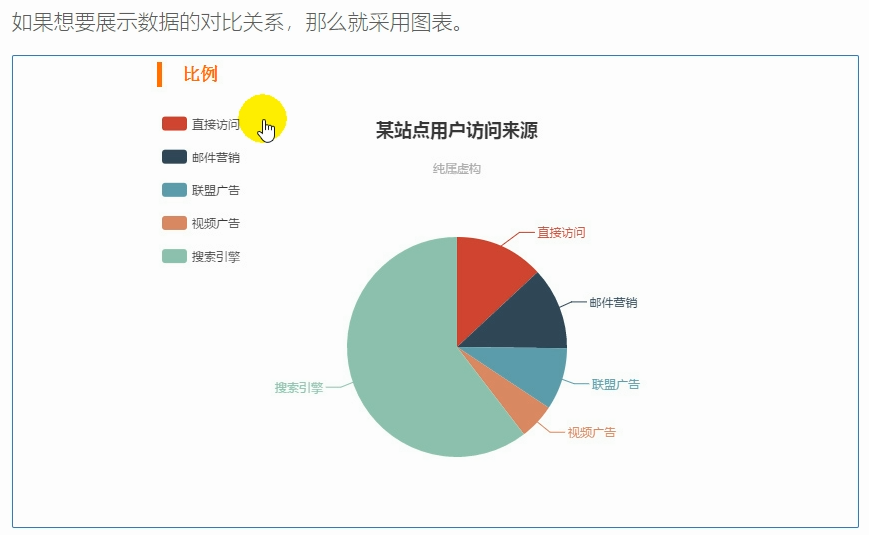 如果想要展示数据的对比关系，那么就采用图表。
比例
直接访问
邮件营销
联盟广告
视频广告
搜索引擎
某站点用户访问来源
纯属虚构
直接访问
邮件营销
联盟广告
搜索引擎
视频广告